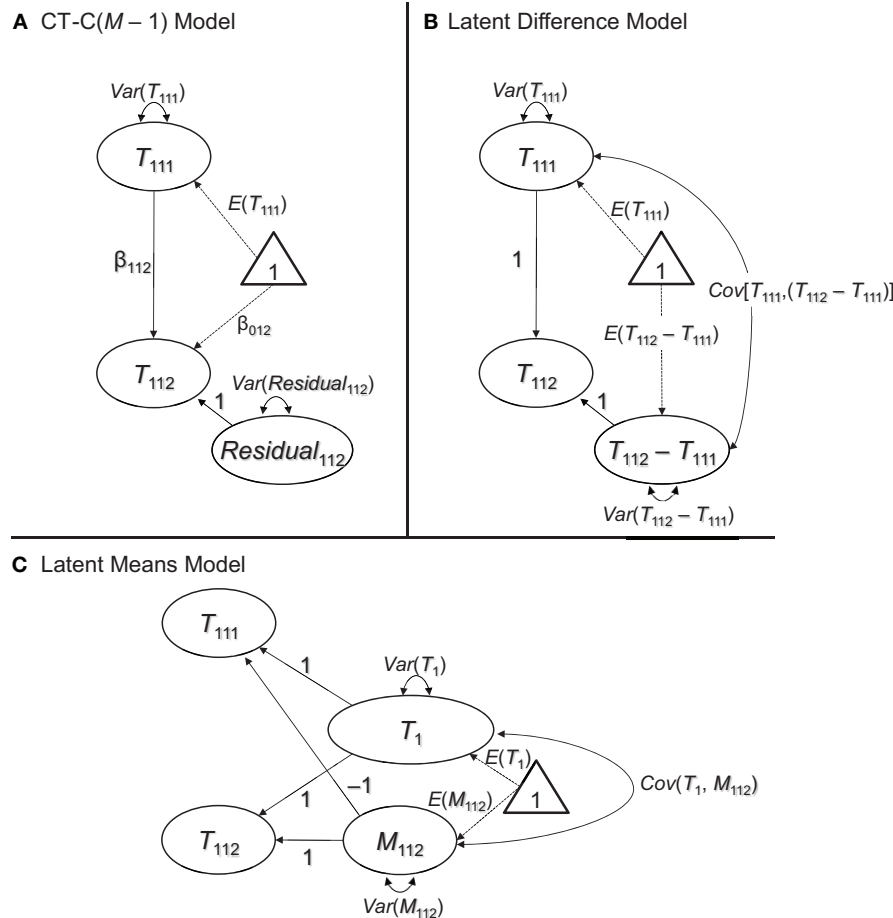 A CT-C(M – 1) Model
Var(T₁₁₁)
T₁₁₁
E(T₁₁₁)
1
β₁₁₂
β₀₁₂
T₁₁₂
1
Var(Residual₁₁₂)
Residual₁₁₂
B Latent Difference Model
Var(T₁₁₁)
T₁₁₁
E(T₁₁₁)
1
1
Cov[T₁₁₁,(T₁₁₂ – T₁₁₁)]
E(T₁₁₂ – T₁₁₁)
T₁₁₂
1
T₁₁₂ – T₁₁₁
Var(T₁₁₂ – T₁₁₁)
C Latent Means Model
T₁₁₁
1
Var(T₁)
T₁
E(T₁)
–1
1
E(M₁₁₂)
1
Cov(T₁, M₁₁₂)
T₁₁₂
1
M₁₁₂
Var(M₁₁₂)